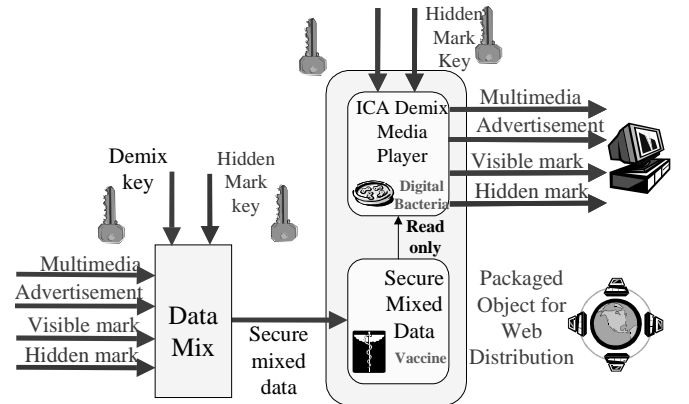 Hidden
Mark
Key
ICA Demix
Media
Player
Digital
Bacteria
Multimedia
Advertisement
Visible mark
Hidden mark
Demix
key
Hidden
Mark
key
Read
only
Multimedia
Advertisement
Visible mark
Hidden mark
Data
Mix
Secure
mixed
data
Secure
Mixed
Data
Vaccine
Packaged
Object for
Web
Distribution